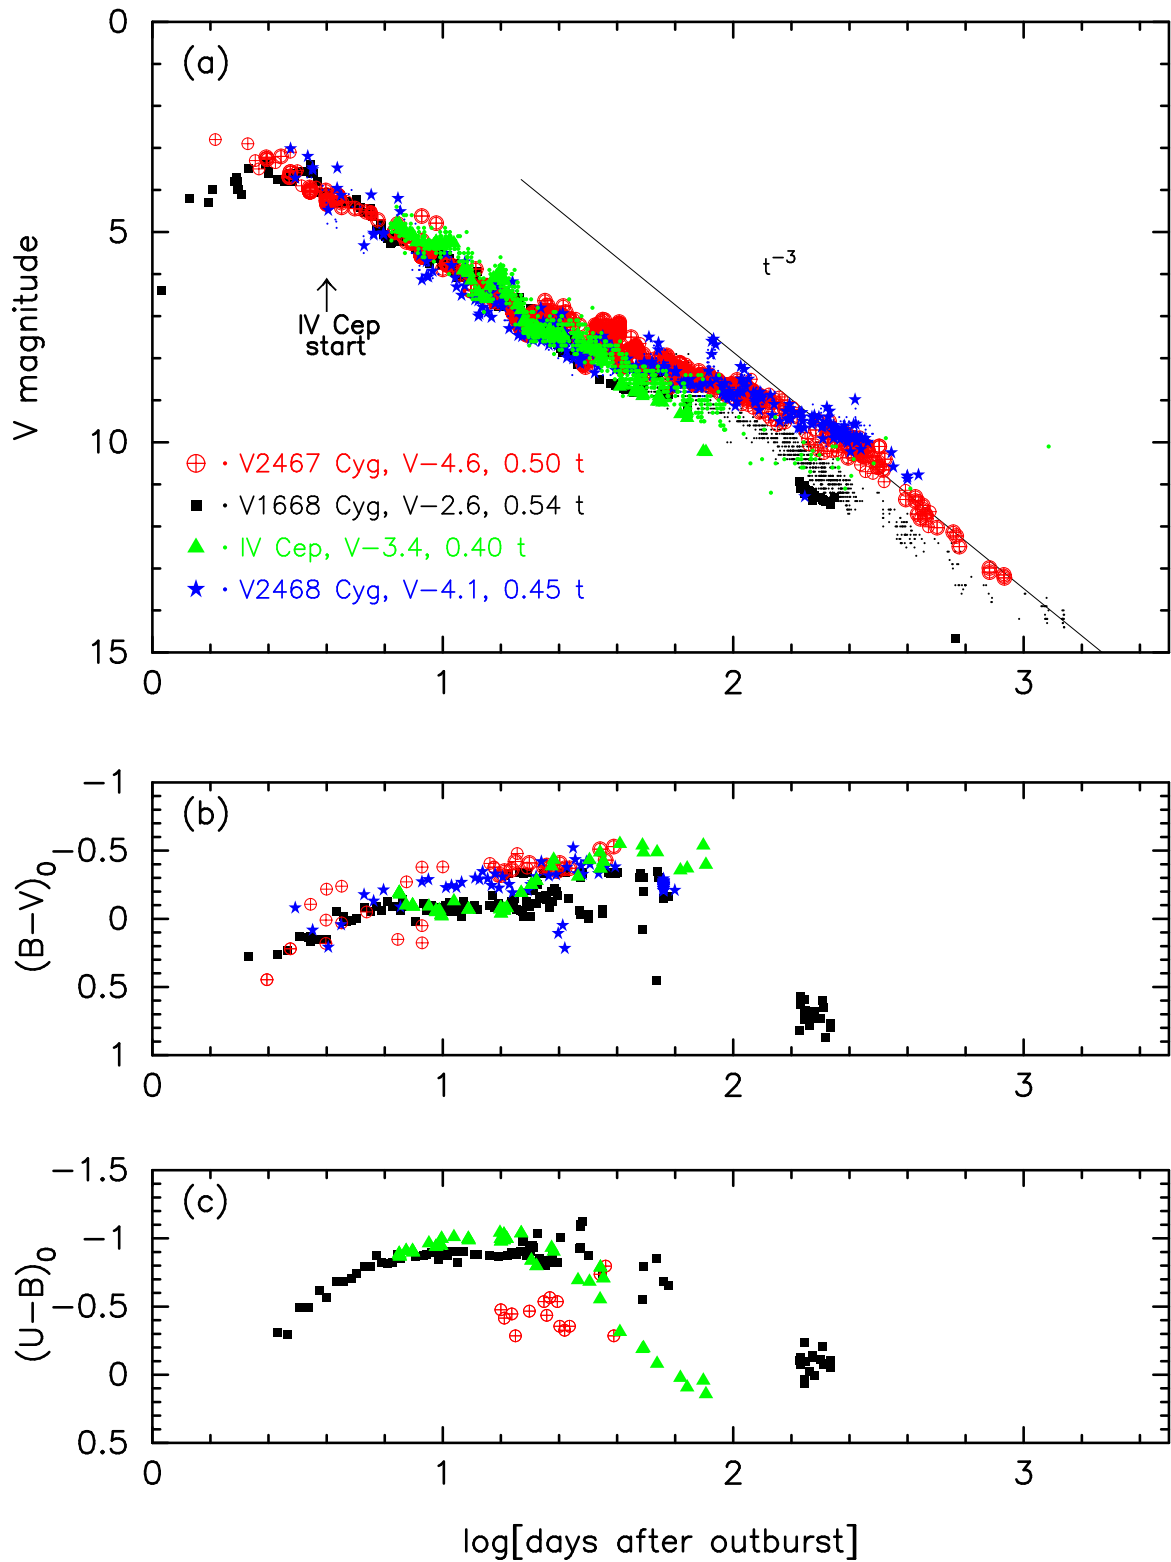 0
(a)
5
t⁻³
IV Cep
start
V magnitude
10
⊕ · V2467 Cyg, V−4.6, 0.50 t
■ · V1668 Cyg, V−2.6, 0.54 t
▲ · IV Cep, V−3.4, 0.40 t
★ · V2468 Cyg, V−4.1, 0.45 t
15
0 1 2 3
−1
(b)
−0.5
(B−V)₀
0
0.5
1
0 1 2 3
−1.5
(c)
−1
(U−B)₀
−0.5
0
0.5
0 1 2 3
log[days after outburst]